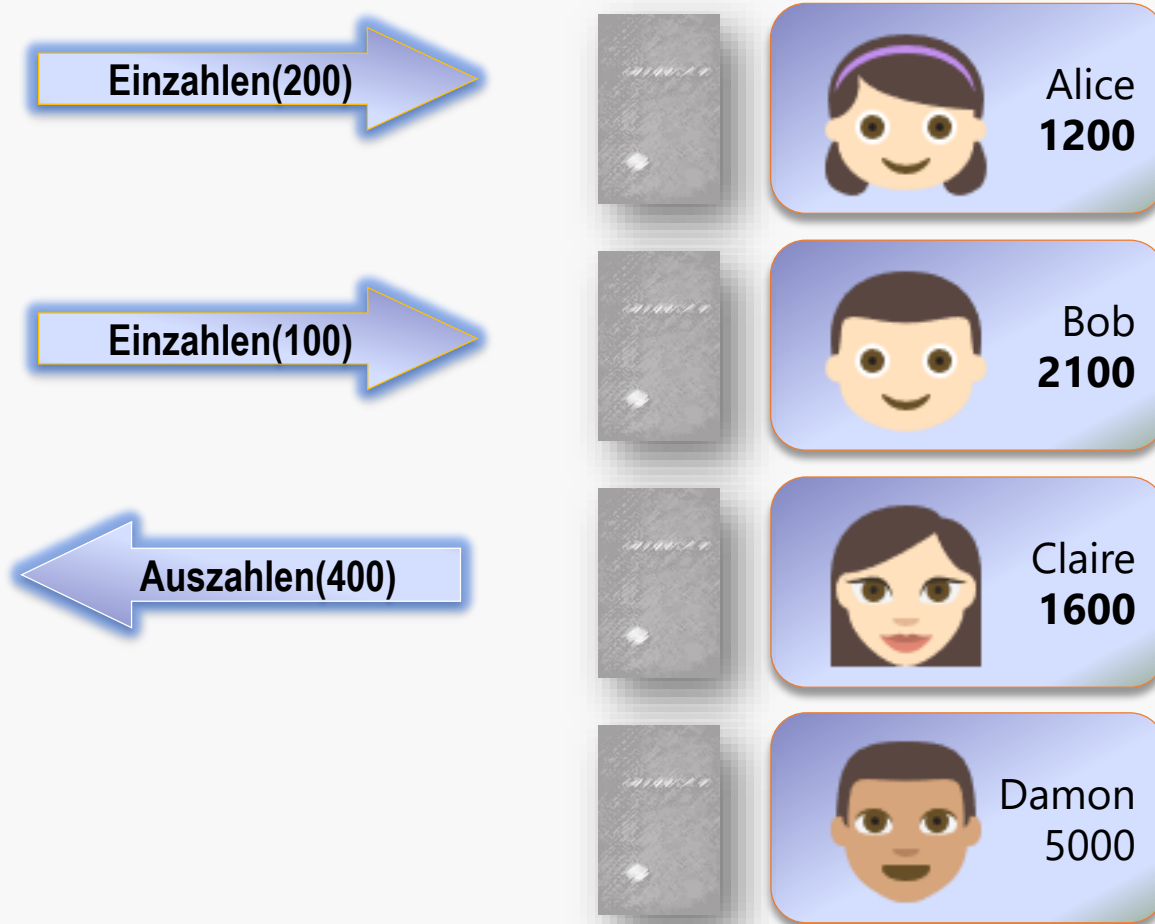 Einzahlen(200)
Alice
1200
Einzahlen(100)
Bob
2100
Auszahlen(400)
Claire
1600
Damon
5000